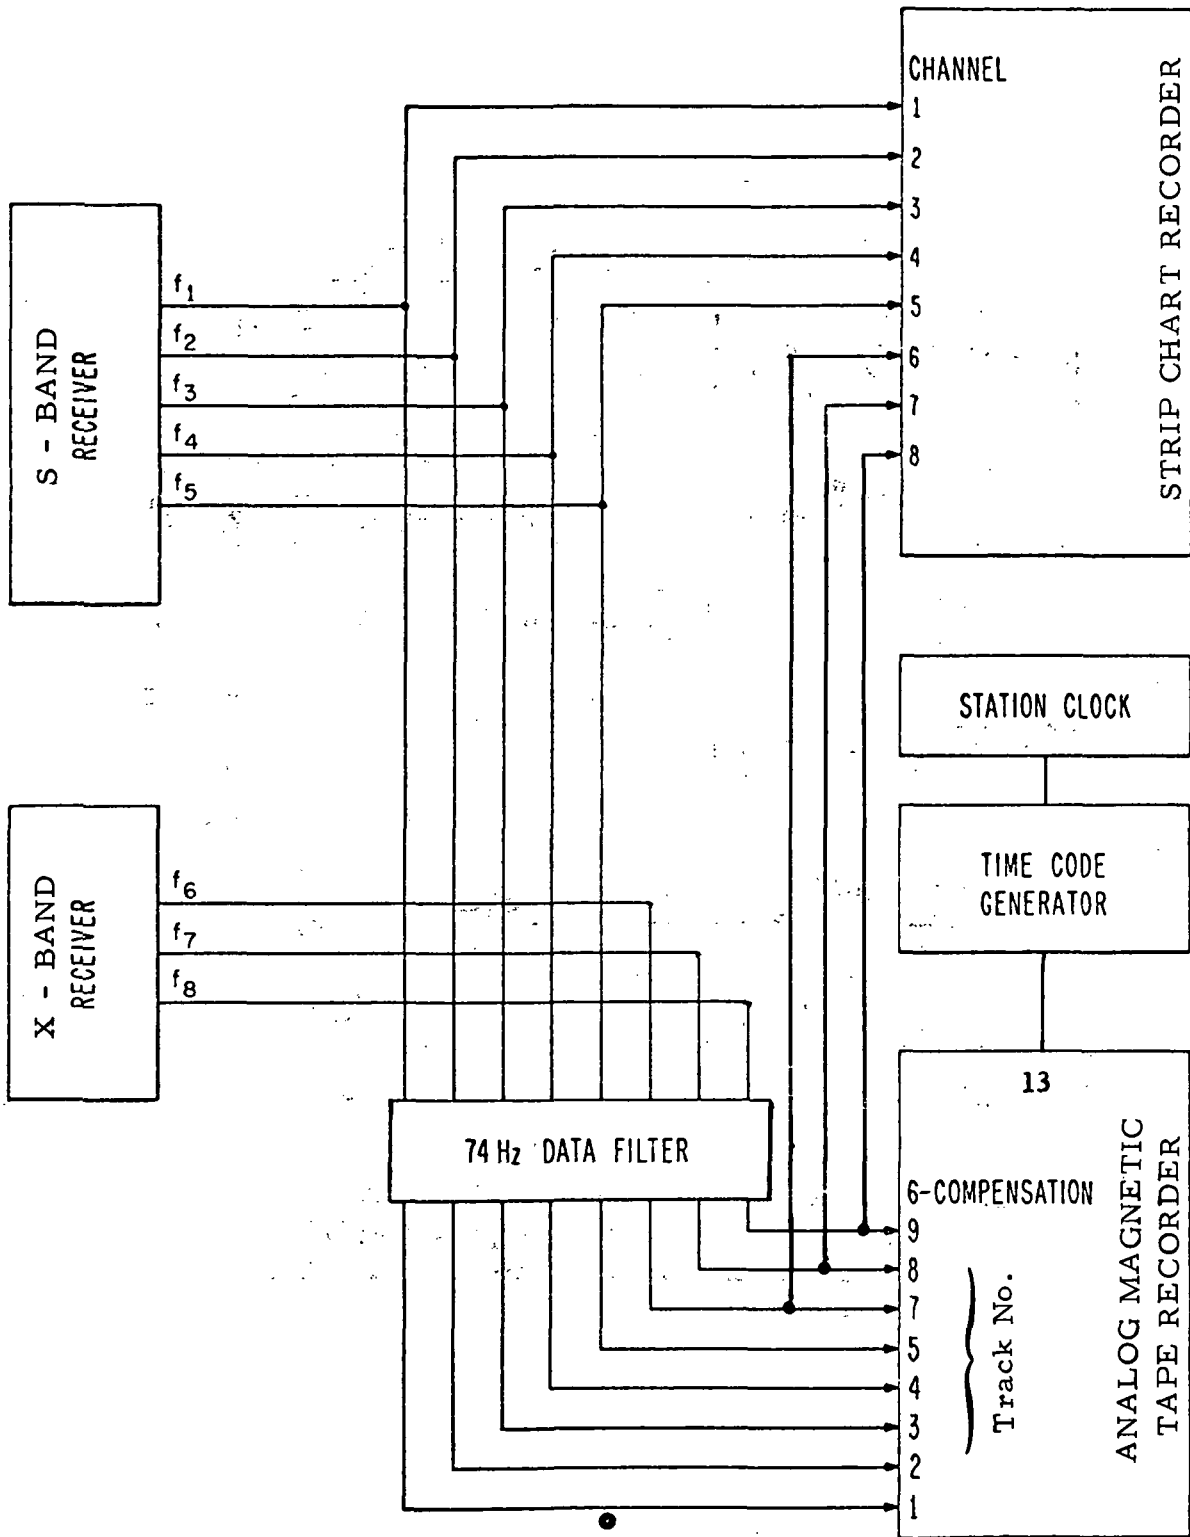 S - BAND
RECEIVER
f1
f2
f3
f4
f5
X - BAND
RECEIVER
f6
f7
f8
74 Hz DATA FILTER
CHANNEL
1
2
3
4
5
6
7
8
STRIP CHART RECORDER
STATION CLOCK
TIME CODE
GENERATOR
13
6-COMPENSATION
9
8
7
5
4
3
2
1
Track No.
ANALOG MAGNETIC
TAPE RECORDER